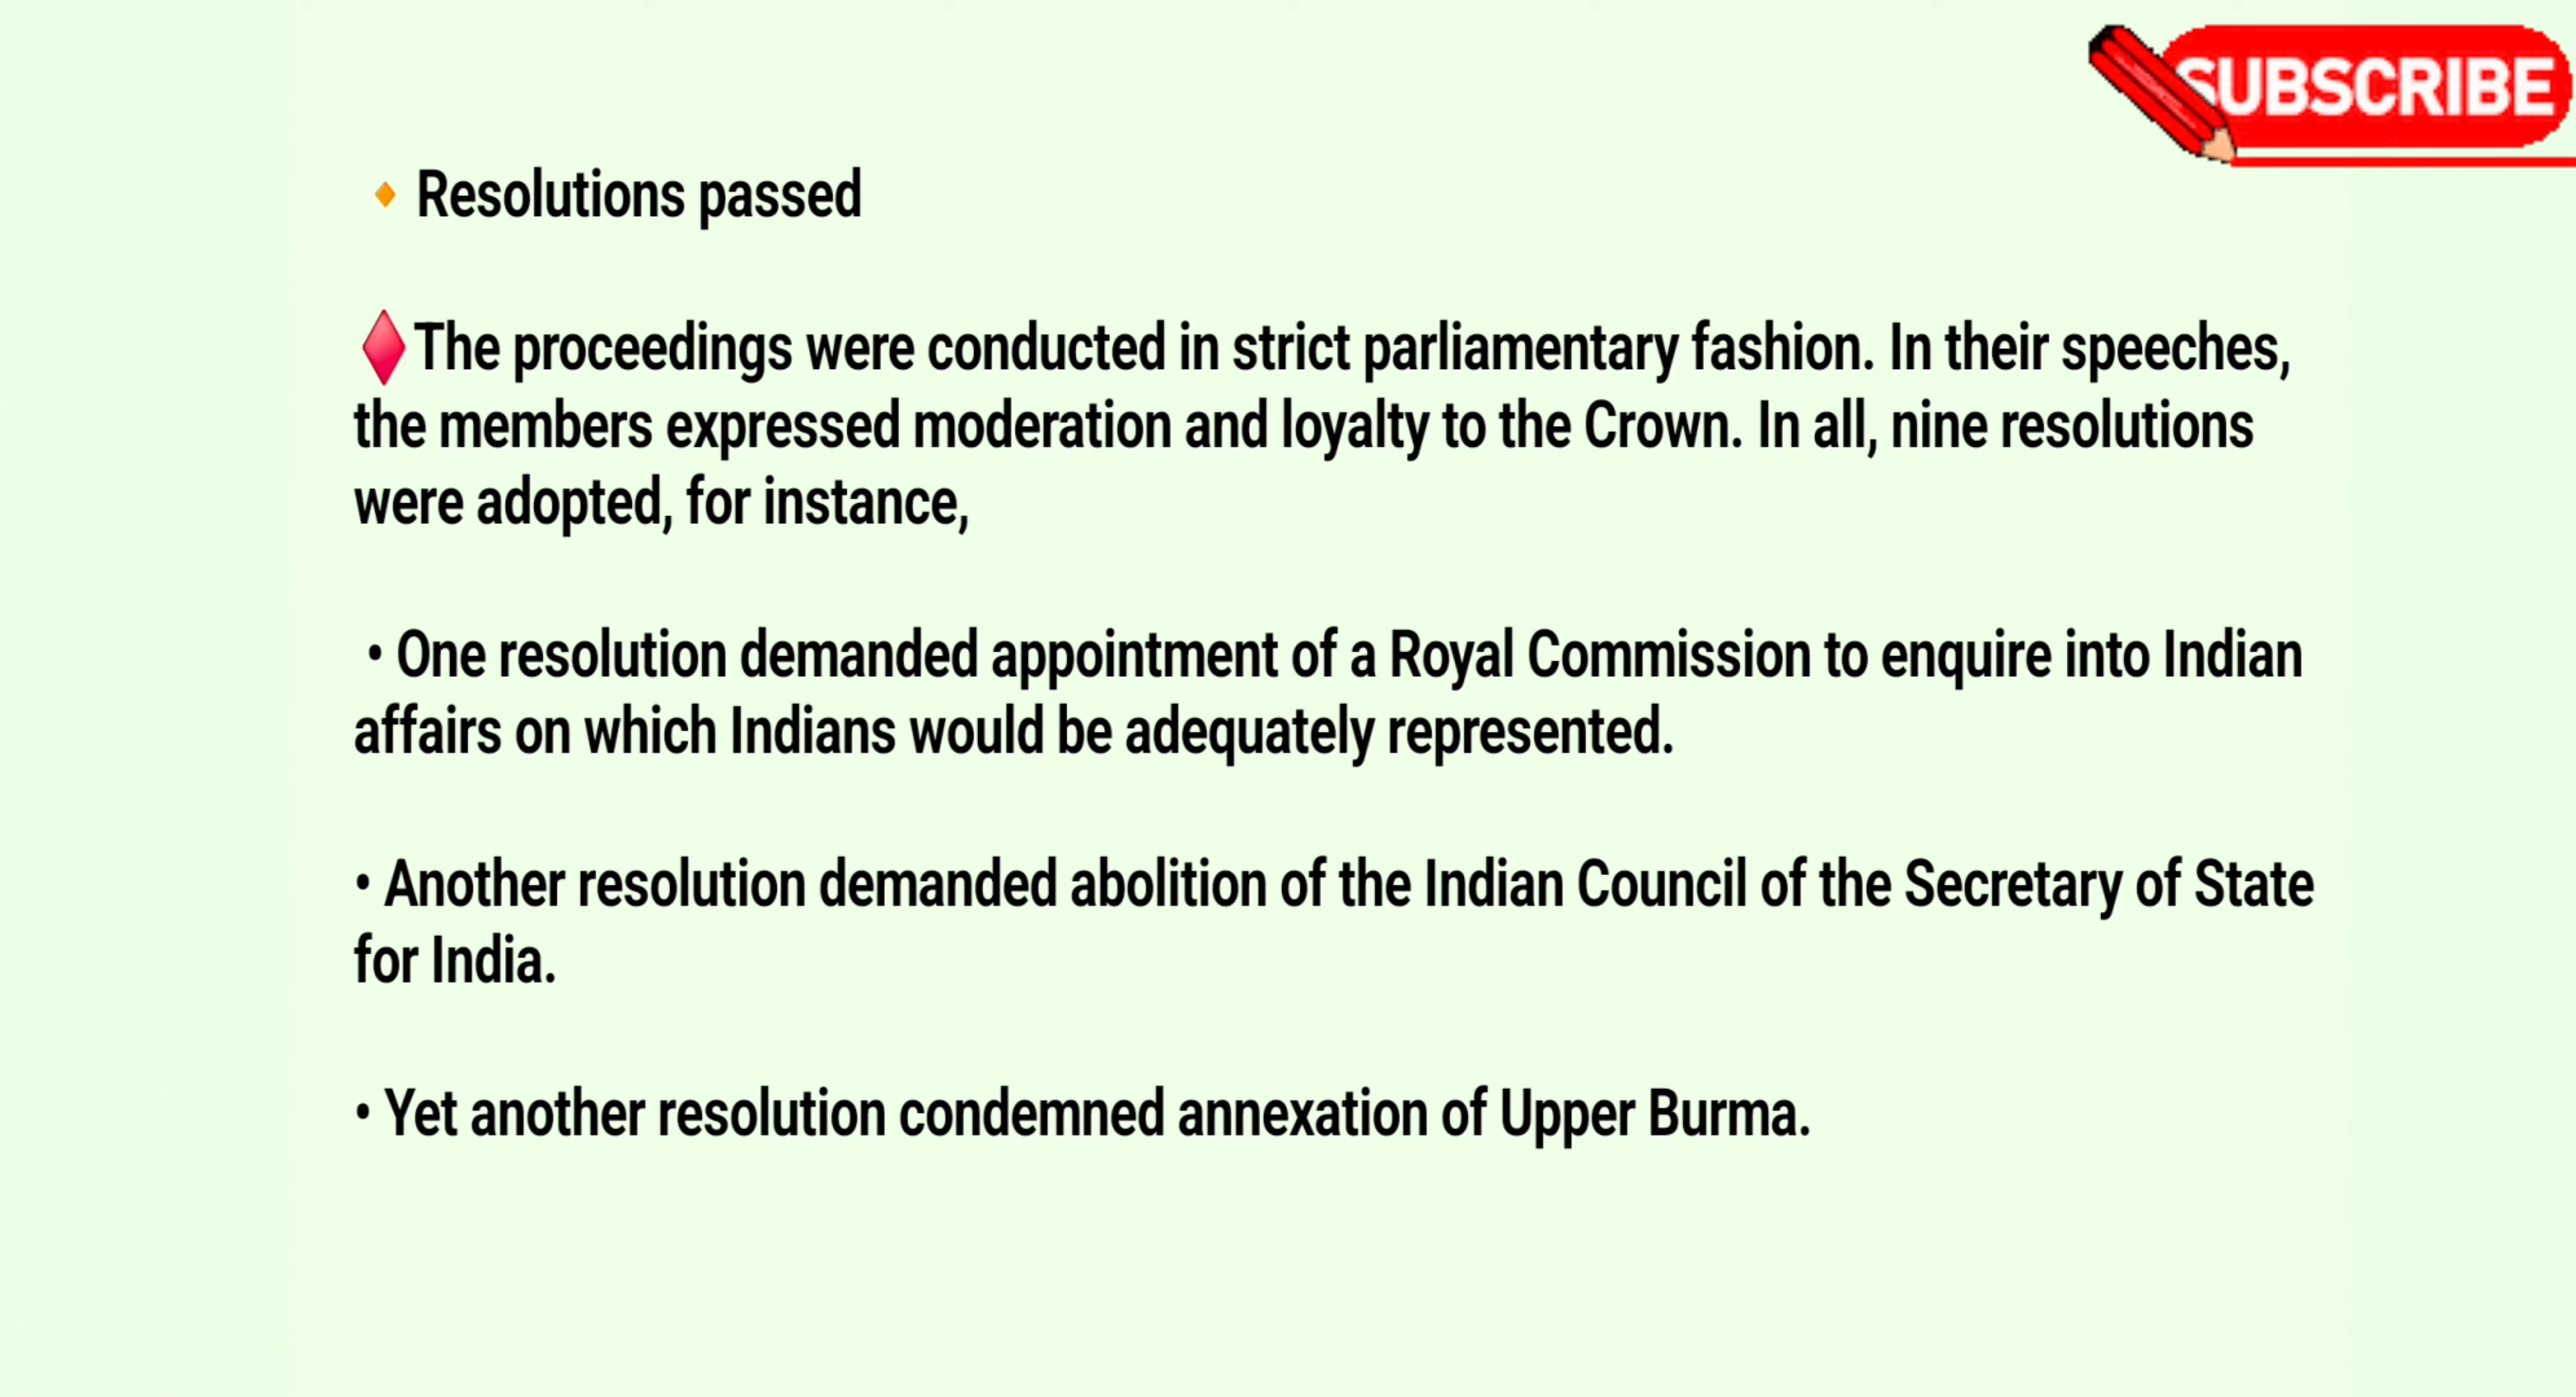 SUBSCRIBE
🔸Resolutions passed
♦️The proceedings were conducted in strict parliamentary fashion. In their speeches,
the members expressed moderation and loyalty to the Crown. In all, nine resolutions
were adopted, for instance,
• One resolution demanded appointment of a Royal Commission to enquire into Indian
affairs on which Indians would be adequately represented.
• Another resolution demanded abolition of the Indian Council of the Secretary of State
for India.
• Yet another resolution condemned annexation of Upper Burma.